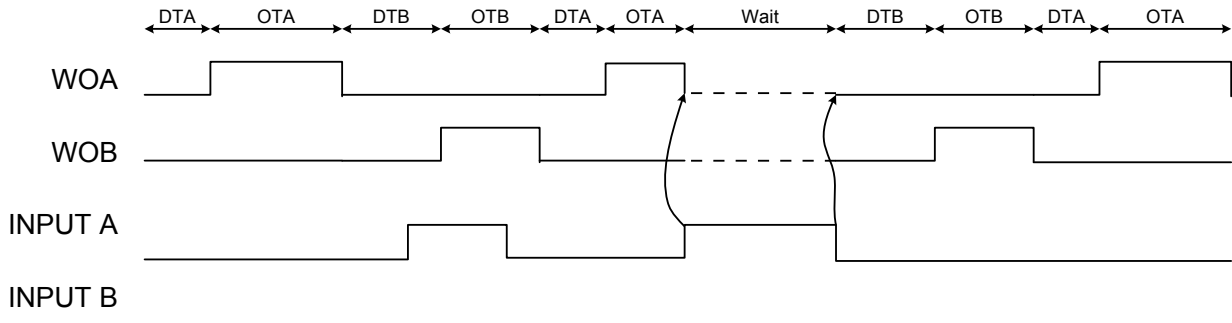 DTA OTA DTB OTB DTA OTA Wait DTB OTB DTA OTA
WOA
WOB
INPUT A
INPUT B